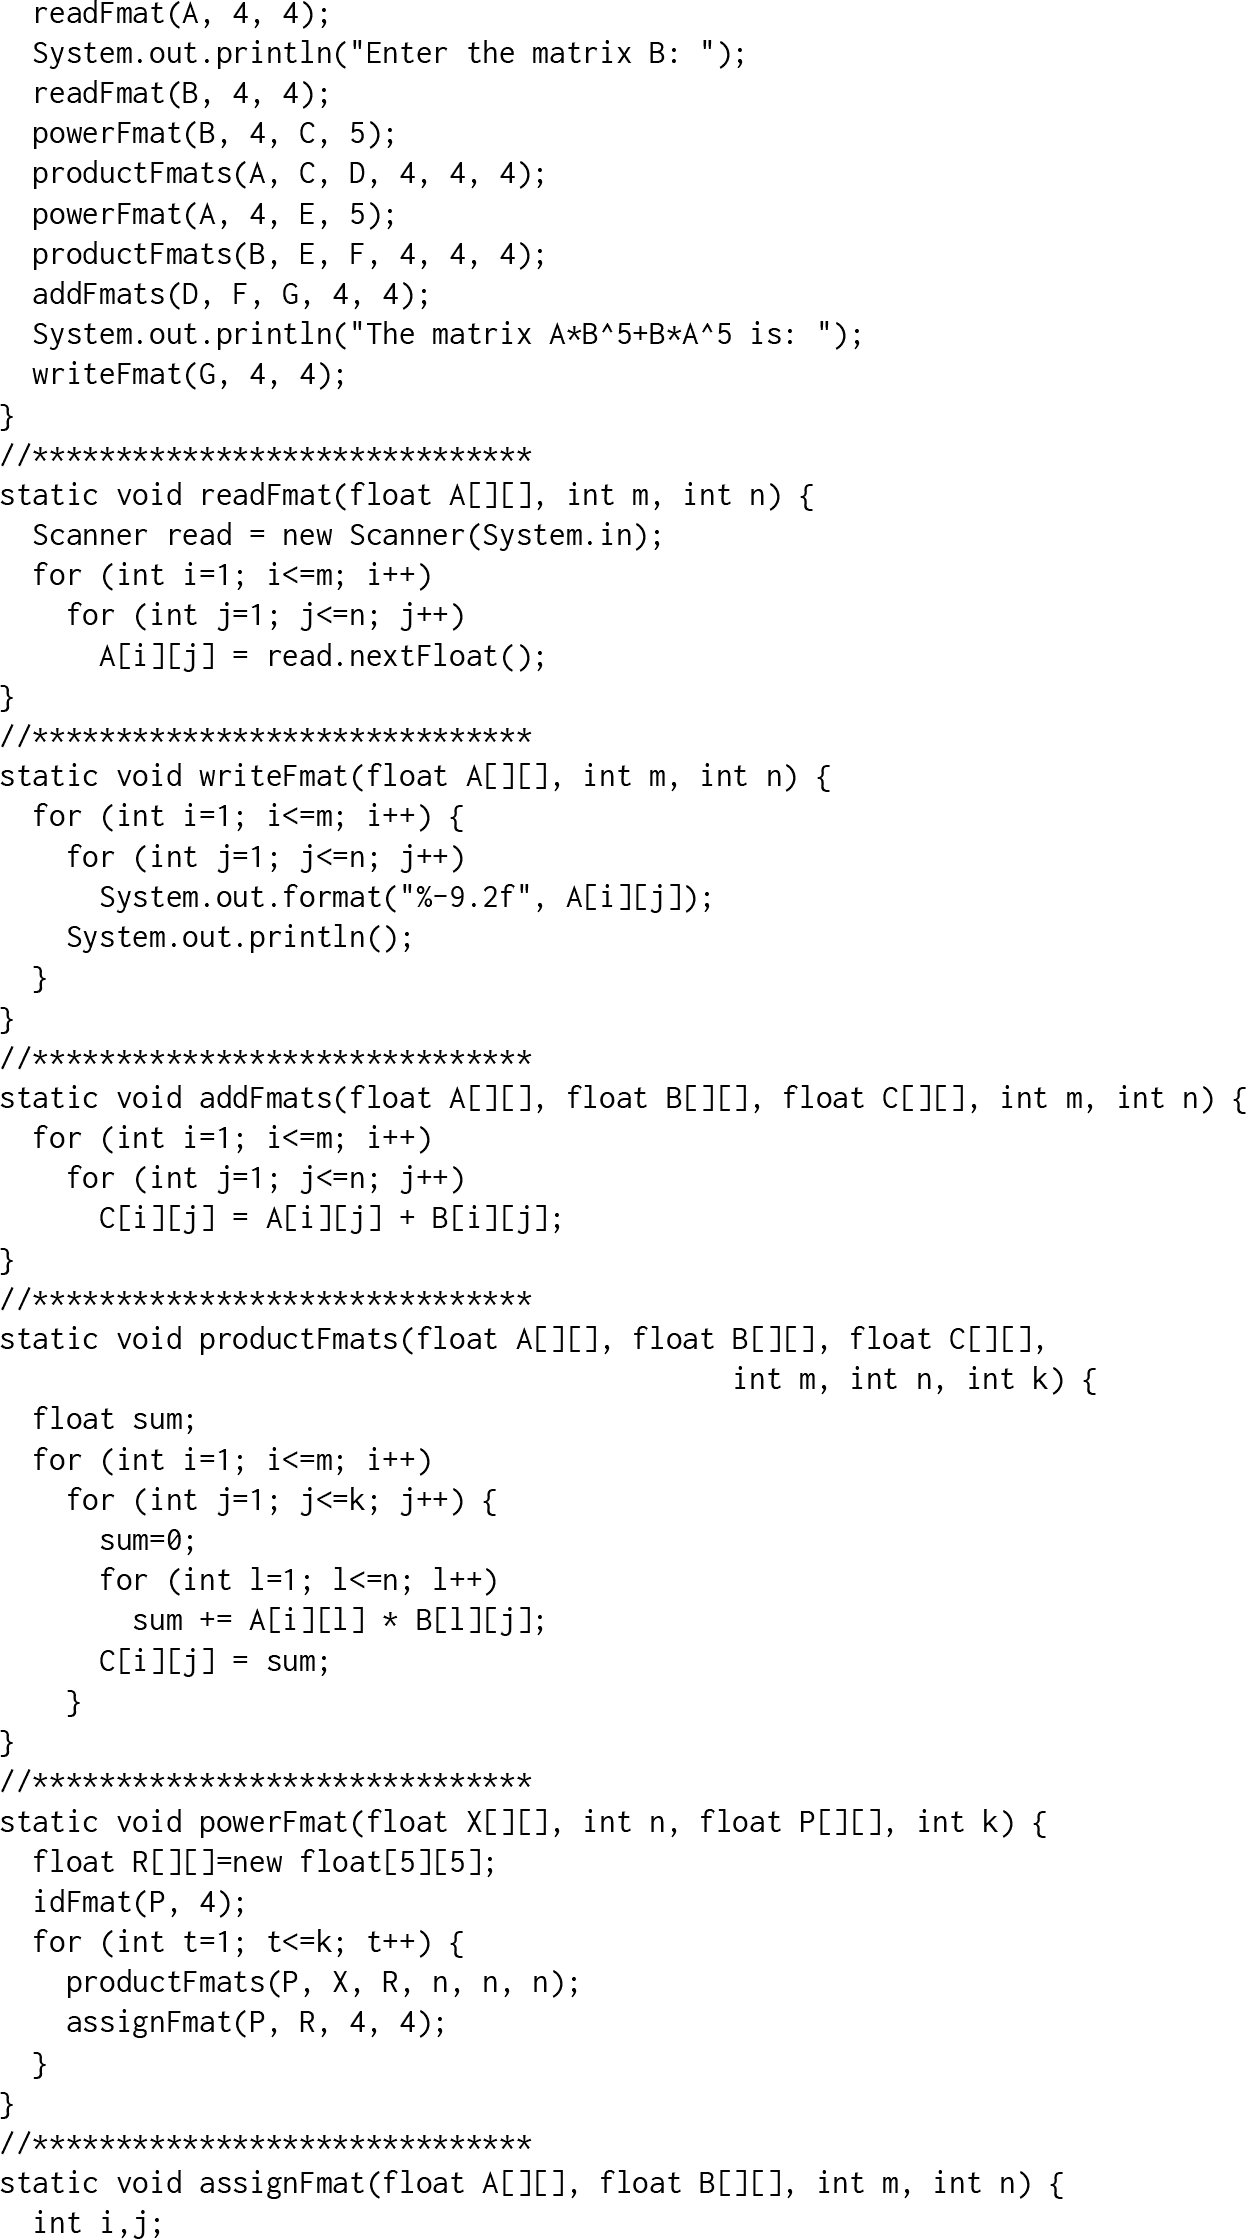 readFmat(A, 4, 4);
System.out.println("Enter the matrix B: ");
readFmat(B, 4, 4);
powerFmat(B, 4, C, 5);
productFmats(A, C, D, 4, 4, 4);
powerFmat(A, 4, E, 5);
productFmats(B, E, F, 4, 4, 4);
addFmats(D, F, G, 4, 4);
System.out.println("The matrix A*B^5+B*A^5 is: ");
writeFmat(G, 4, 4);
}
//******************************
static void readFmat(float A[][], int m, int n) {
Scanner read = new Scanner(System.in);
for (int i=1; i<=m; i++)
for (int j=1; j<=n; j++)
A[i][j] = read.nextFloat();
}
//******************************
static void writeFmat(float A[][], int m, int n) {
for (int i=1; i<=m; i++) {
for (int j=1; j<=n; j++)
System.out.format("%-9.2f", A[i][j]);
System.out.println();
}
}
//******************************
static void addFmats(float A[][], float B[][], float C[][], int m, int n) {
for (int i=1; i<=m; i++)
for (int j=1; j<=n; j++)
C[i][j] = A[i][j] + B[i][j];
}
//******************************
static void productFmats(float A[][], float B[][], float C[][],
int m, int n, int k) {
float sum;
for (int i=1; i<=m; i++)
for (int j=1; j<=k; j++) {
sum=0;
for (int l=1; l<=n; l++)
sum += A[i][l] * B[l][j];
C[i][j] = sum;
}
}
//******************************
static void powerFmat(float X[][], int n, float P[][], int k) {
float R[][]=new float[5][5];
idFmat(P, 4);
for (int t=1; t<=k; t++) {
productFmats(P, X, R, n, n, n);
assignFmat(P, R, 4, 4);
}
}
//******************************
static void assignFmat(float A[][], float B[][], int m, int n) {
int i,j;